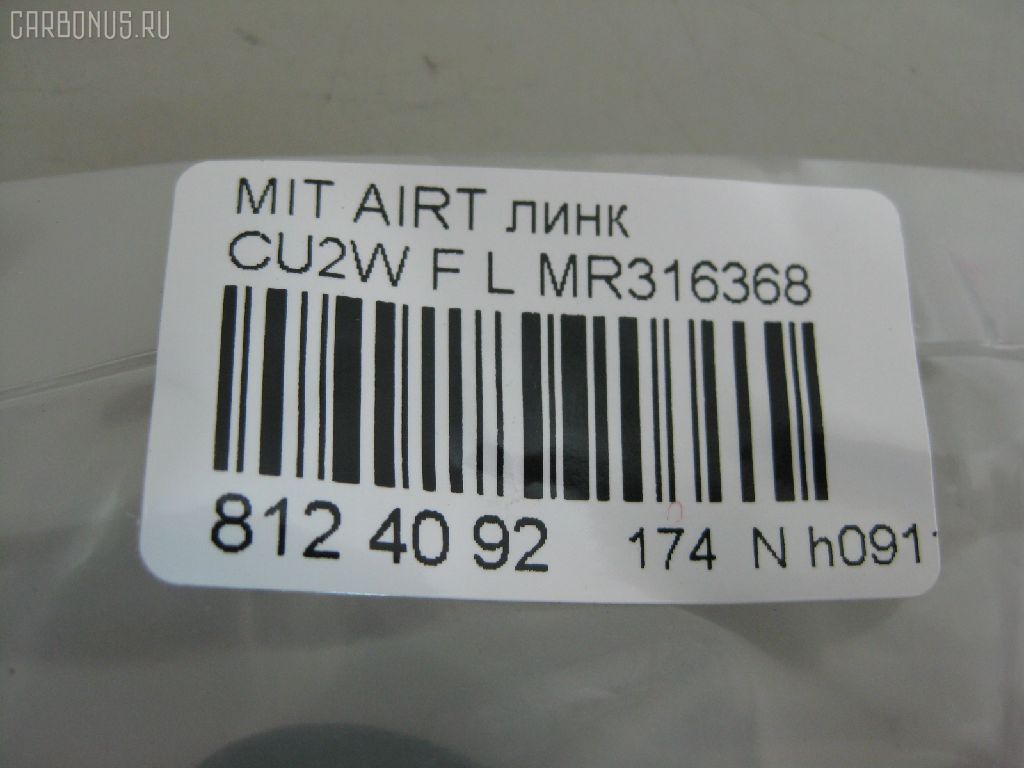 CARBONUS.RU
MIT AIRT линк
CU2W F L MR316368
812 40 92 174 N h091